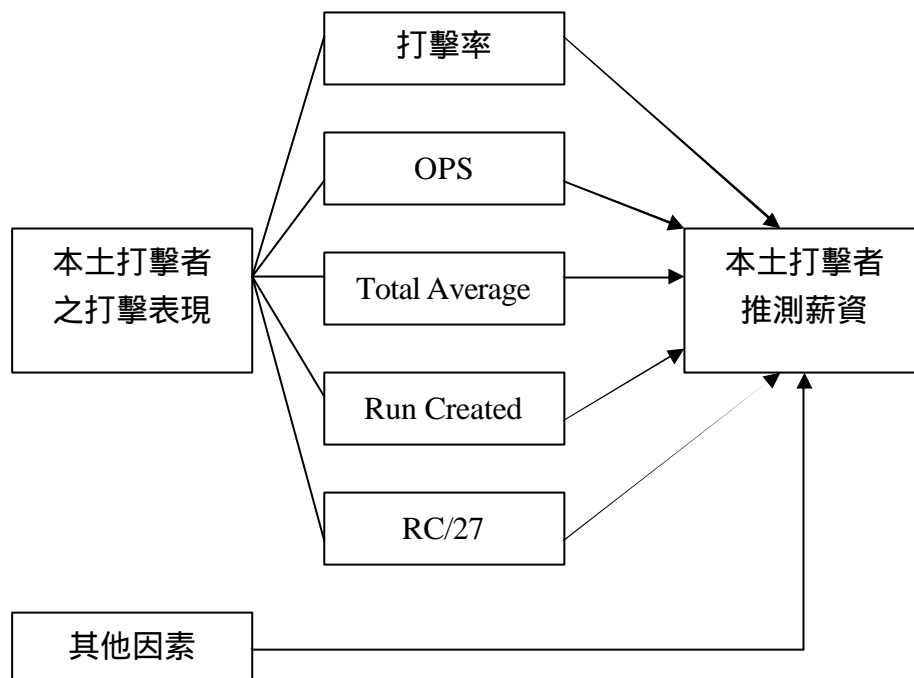 打擊率
OPS
本土打擊者
之打擊表現
Total Average
本土打擊者
推測薪資
Run Created
RC/27
其他因素